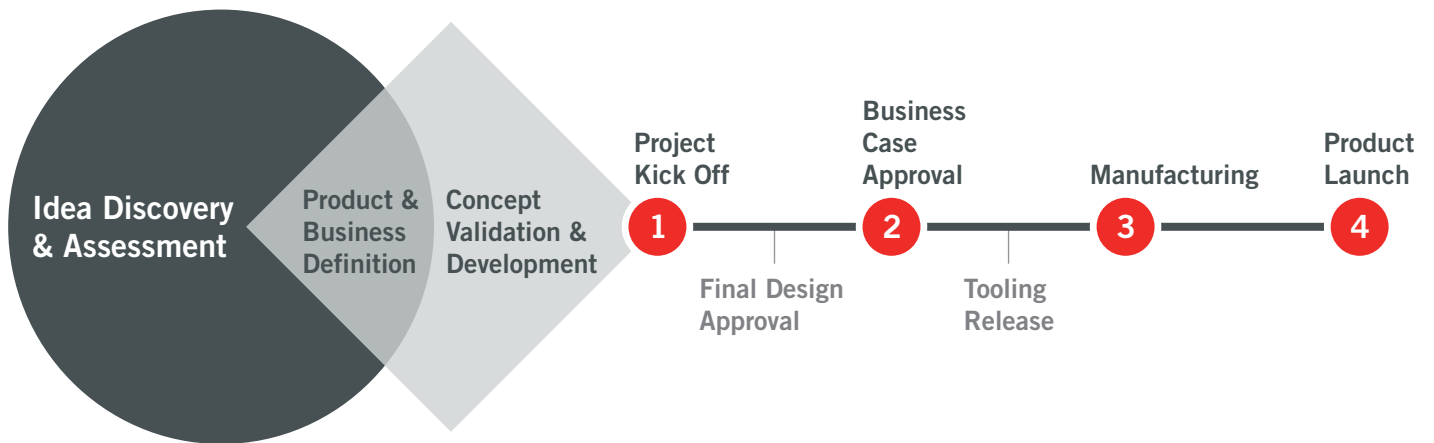 Idea Discovery
& Assessment
Product &
Business
Definition
Concept
Validation &
Development
Project
Kick Off
1
Final Design
Approval
Business
Case
Approval
2
Tooling
Release
Manufacturing
3
Product
Launch
4